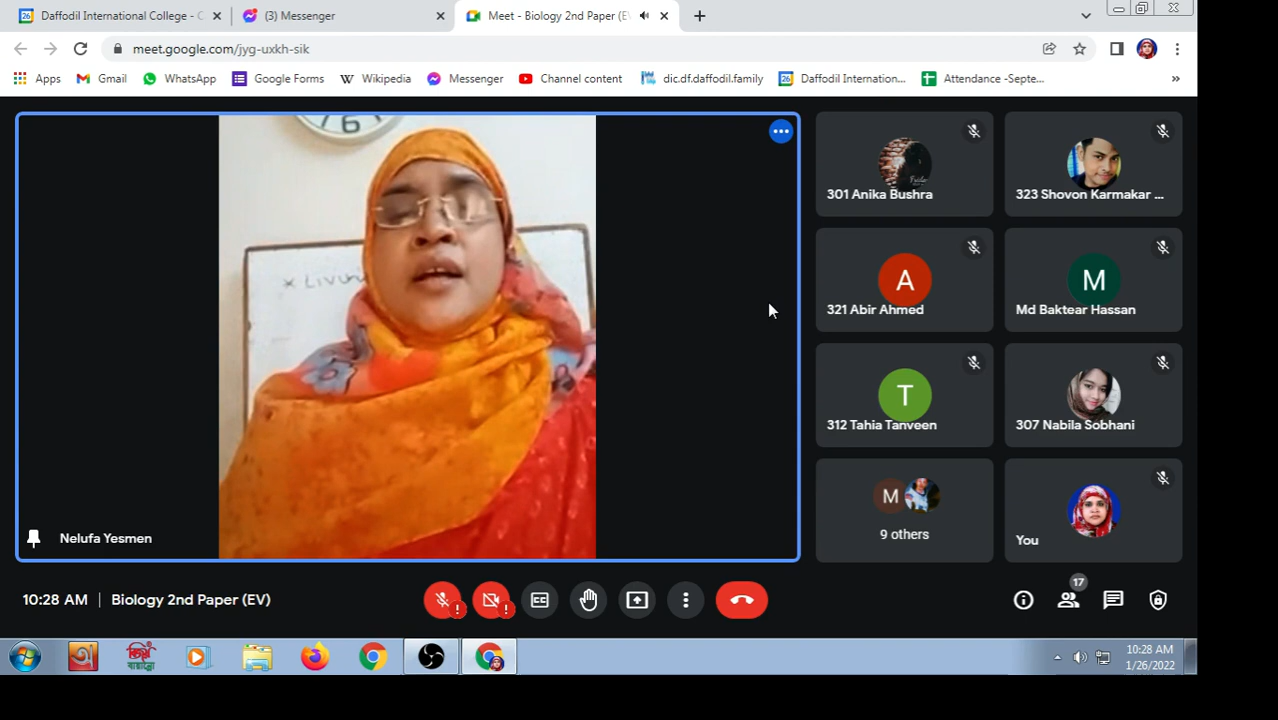 Daffodil International College - C
(3) Messenger
Meet - Biology 2nd Paper (EV
meet.google.com/jyg-uxkh-sik
Apps
Gmail
WhatsApp
Google Forms
Wikipedia
Messenger
Channel content
dic.df.daffodil.family
Daffodil Internation...
Attendance -Septe...
»
6
× Liv
301 Anika Bushra
323 Shovon Karmakar ...
A
321 Abir Ahmed
M
Md Baktear Hassan
T
312 Tahia Tanveen
307 Nabila Sobhani
M
9 others
You
Nelufa Yesmen
10:28 AM | Biology 2nd Paper (EV)
17
10:28 AM
1/26/2022